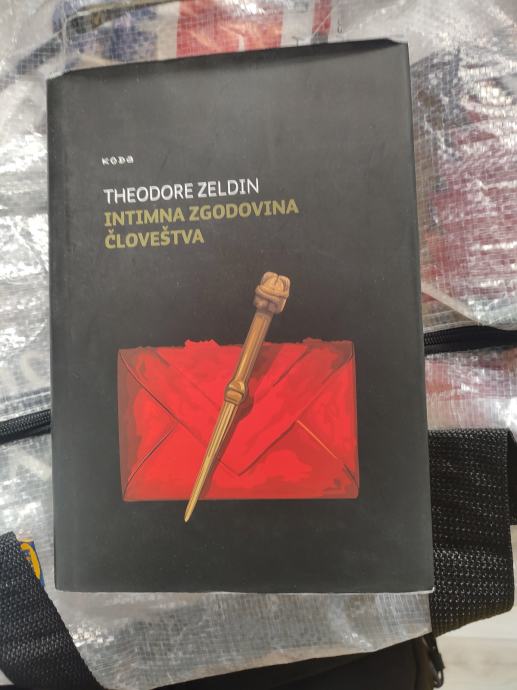 KODA
THEODORE ZELDIN
INTIMNA ZGODOVINA
ČLOVEŠTVA